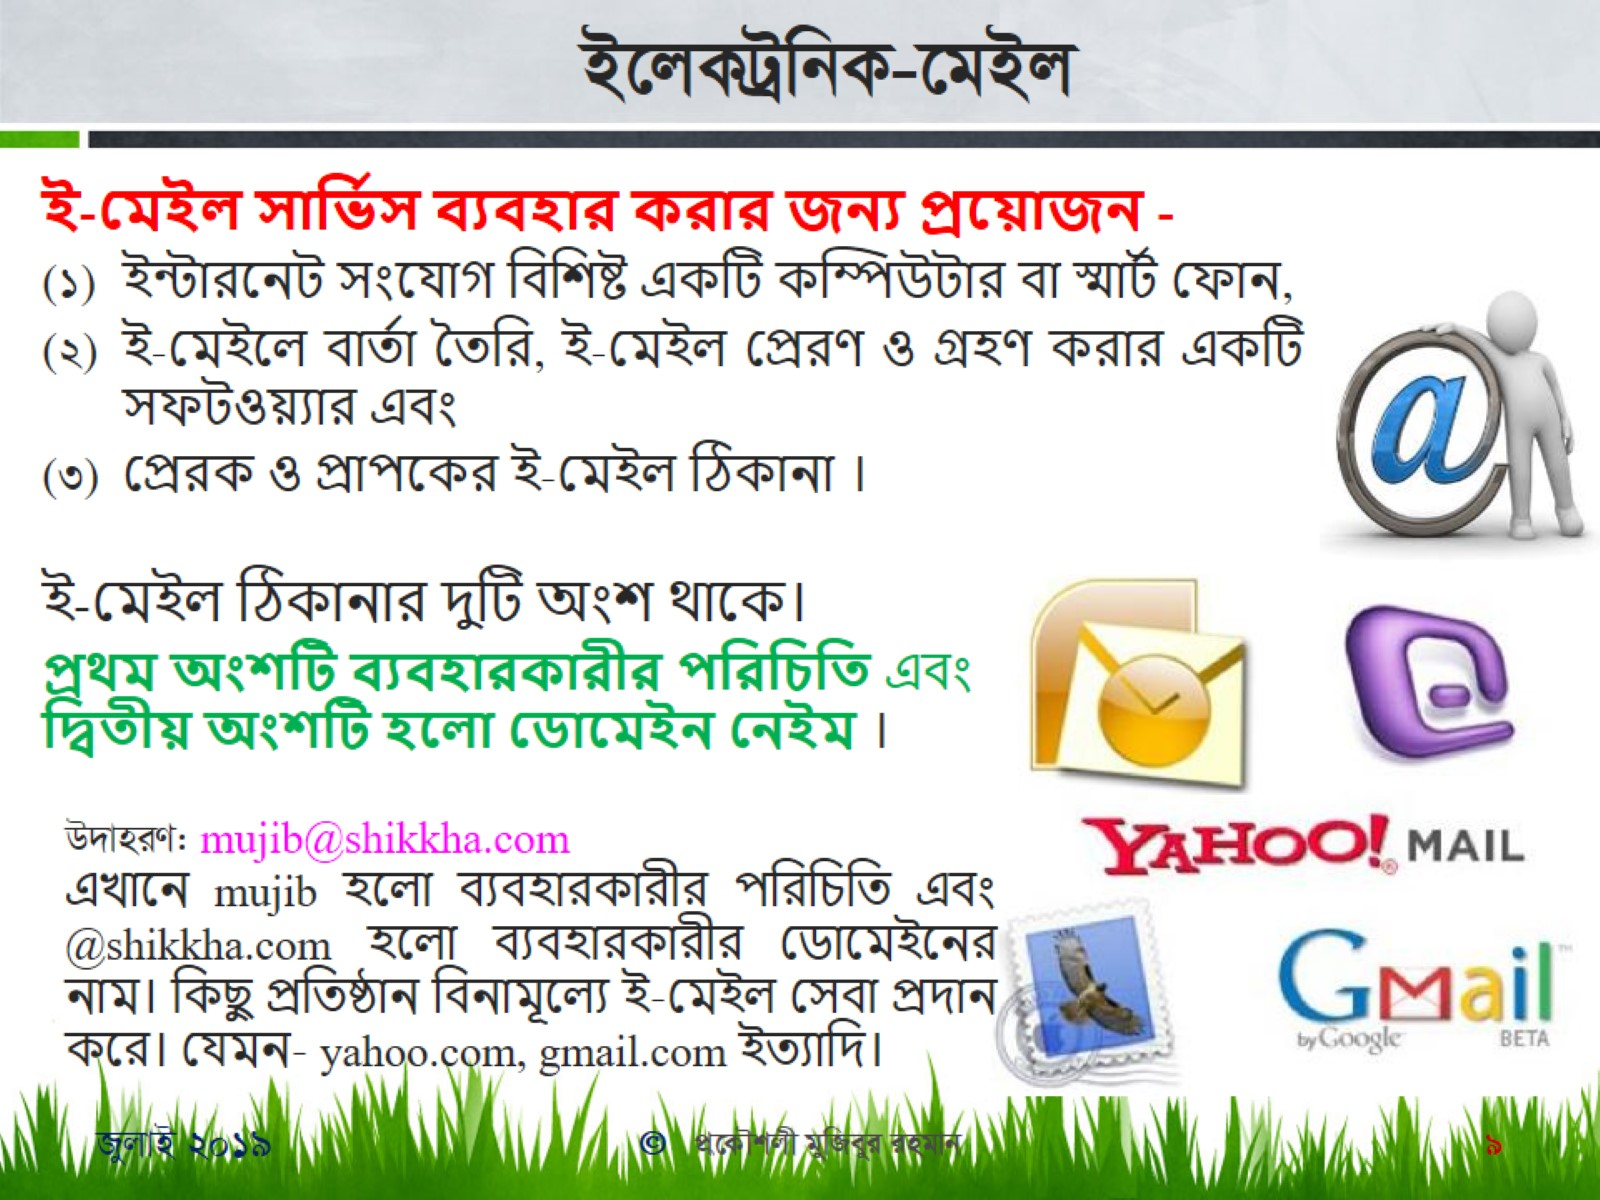 ইলেকট্রনিক-মেইল
ই-মেইল সার্ভিস ব্যবহার করার জন্য প্রয়োজন -
(১) ইন্টারনেট সংযোগ বিশিষ্ট একটি কম্পিউটার বা স্মার্ট ফোন,
(২) ই-মেইলে বার্তা তৈরি, ই-মেইল প্রেরণ ও গ্রহণ করার একটি
সফটওয়্যার এবং
(৩) প্রেরক ও প্রাপকের ই-মেইল ঠিকানা ।
ই-মেইল ঠিকানার দুটি অংশ থাকে।
প্রথম অংশটি ব্যবহারকারীর পরিচিতি এবং
দ্বিতীয় অংশটি হলো ডোমেইন নেইম ।
উদাহরণ: mujib@shikkha.com
এখানে mujib হলো ব্যবহারকারীর পরিচিতি এবং
@shikkha.com হলো ব্যবহারকারীর ডোমেইনের
নাম। কিছু প্রতিষ্ঠান বিনামূল্যে ই-মেইল সেবা প্রদান
করে। যেমন- yahoo.com, gmail.com ইত্যাদি।
@
YAHOO!® MAIL
Gmail™
by Google BETA
জুলাই ২০১৯ © প্রকৌশলী মুজিবুর রহমান ৯